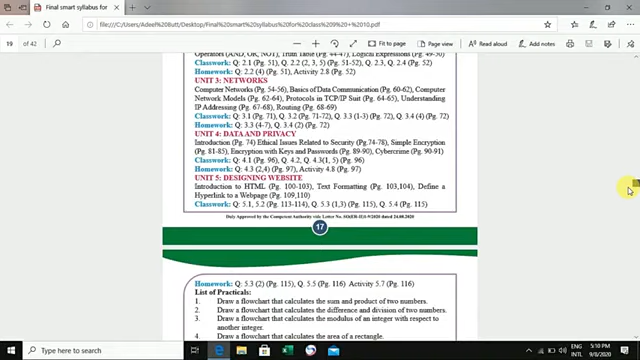 Final smart syllabus for class
file:///C:/Users/Adeel%20Butt/Desktop/Final%20smart%20syllabus%20for%20class%209%20+%2010.pdf
19 of 42
Fit to page
Page view
Read aloud
Add notes
Operators (AND, OR, NOT), Truth Table (Pg. 44-47), Logical Expressions (Pg. 49-50)
Classwork: Q: 2.1 (Pg. 51), Q. 2.2 (2, 3, 5) (Pg. 51-52), Q. 2.3, Q. 2.4 (Pg. 52)
Homework: Q. 2.2 (4) (Pg. 51), Activity 2.8 (Pg. 52)
UNIT 3: NETWORKS
Computer Networks (Pg. 54-56), Basics of Data Communication (Pg. 60-62), Computer
Network Models (Pg. 62-64), Protocols in TCP/IP Suit (Pg. 64-65), Understanding
IP Addressing (Pg. 67-68), Routing (Pg. 68-69)
Classwork: Q: 3.1 (Pg. 71), Q. 3.2 (Pg. 71-72), Q. 3.3 (1-3) (Pg. 72), Q. 3.4 (4) (Pg. 72)
Homework: Q: 3.3 (4-7), Q. 3.4 (2) (Pg. 72)
UNIT 4: DATA AND PRIVACY
Introduction (Pg. 74) Ethical Issues Related to Security (Pg.74-78), Simple Encryption
(Pg. 81-85), Encryption with Keys and Passwords (Pg. 89-90), Cybercrime (Pg. 90-91)
Classwork: Q: 4.1 (Pg. 96), Q. 4.2, Q. 4.3(1, 5) (Pg. 96)
Homework: Q: 4.3 (2,4) (Pg. 97), Activity 4.8 (Pg. 97)
UNIT 5: DESIGNING WEBSITE
Introduction to HTML (Pg. 100-103), Text Formatting (Pg. 103,104), Define a
Hyperlink to a Webpage (Pg. 109,110)
Classwork: Q: 5.1, 5.2 (Pg. 113-114), Q. 5.3 (1,3) (Pg. 115), Q. 5.4 (Pg. 115)
Duly Approved by the Competent Authority vide Letter No.
dated 24.08.2020
17
Homework: Q: 5.3 (2) (Pg. 115), Q. 5.5 (Pg. 116) Activity 5.7 (Pg. 116)
List of Practicals
1. Draw a flowchart that calculates the sum and product of two numbers.
2. Draw a flowchart that calculates the difference and division of two numbers.
3. Draw a flowchart that calculates the modulus of an integer with respect to
another integer.
4. Draw a flowchart that calculates the area of a rectangle.
Type here to search
ENG
INTL
5:10 PM
9/8/2020